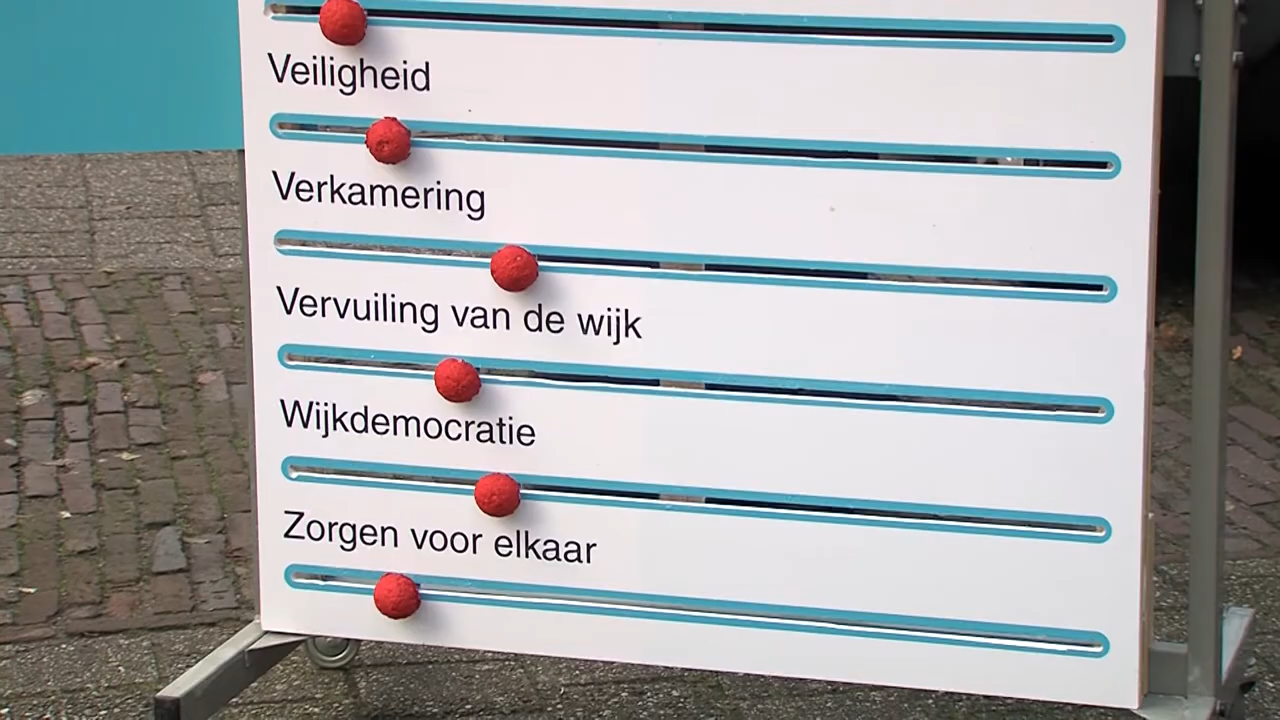 Veiligheid
Verkamering
Vervuiling van de wijk
Wijkdemocratie
Zorgen voor elkaar